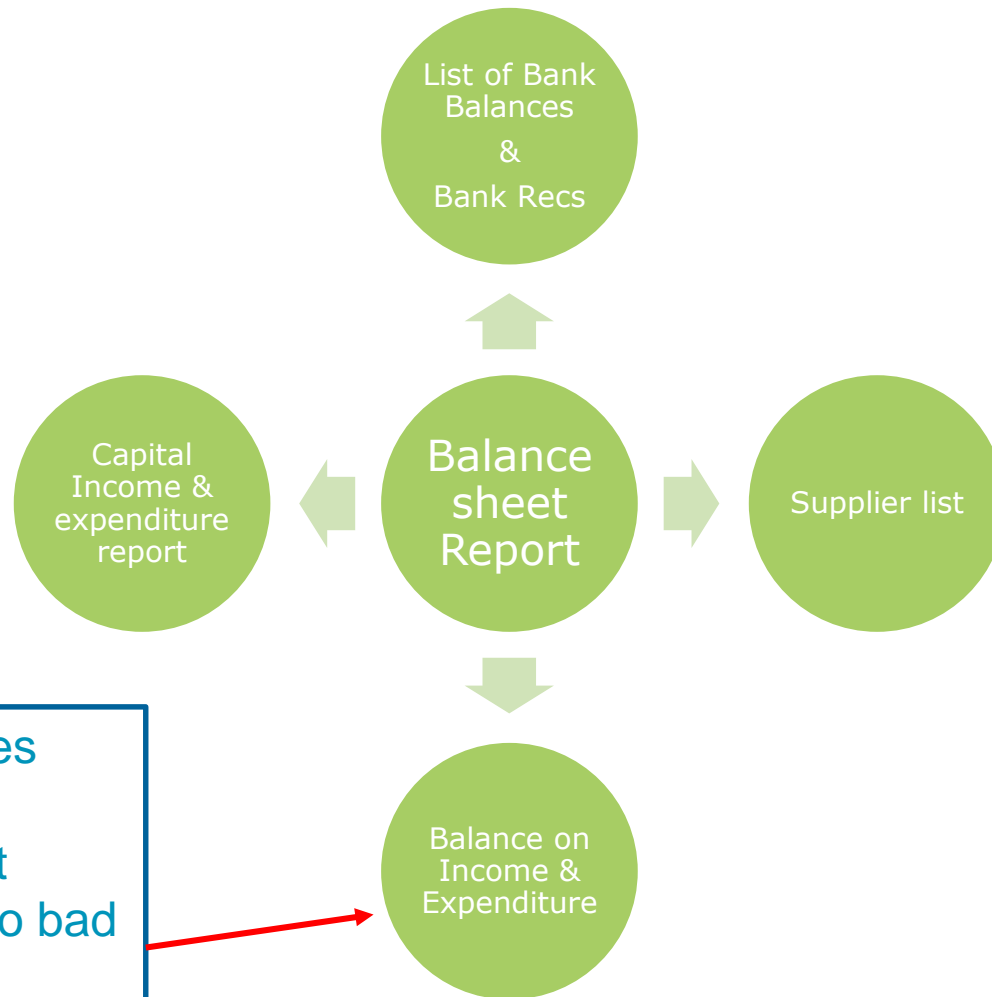 List of Bank
Balances
&
Bank Recs
Capital
Income &
expenditure
report
Balance
sheet
Report
Supplier list
Balance on
Income &
Expenditure
bad